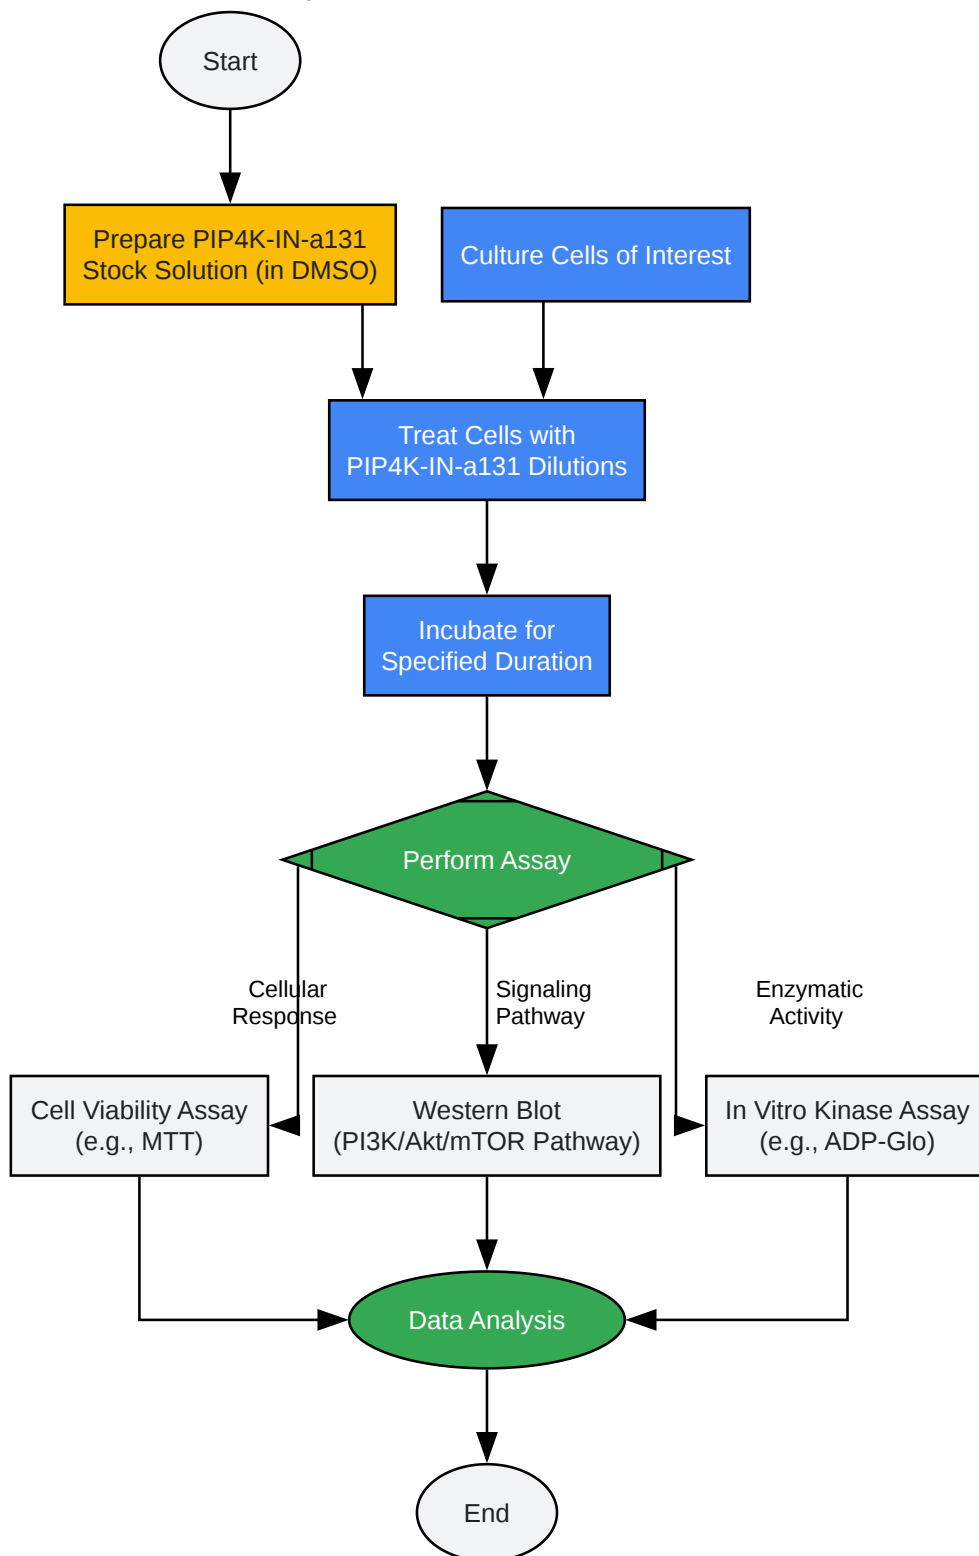 Start
Prepare PIP4K-IN-a131
Stock Solution (in DMSO)
Culture Cells of Interest
Treat Cells with
PIP4K-IN-a131 Dilutions
Incubate for
Specified Duration
Perform Assay
Cellular
Response
Signaling
Pathway
Enzymatic
Activity
Cell Viability Assay
(e.g., MTT)
Western Blot
(PI3K/Akt/mTOR Pathway)
In Vitro Kinase Assay
(e.g., ADP-Glo)
Data Analysis
End